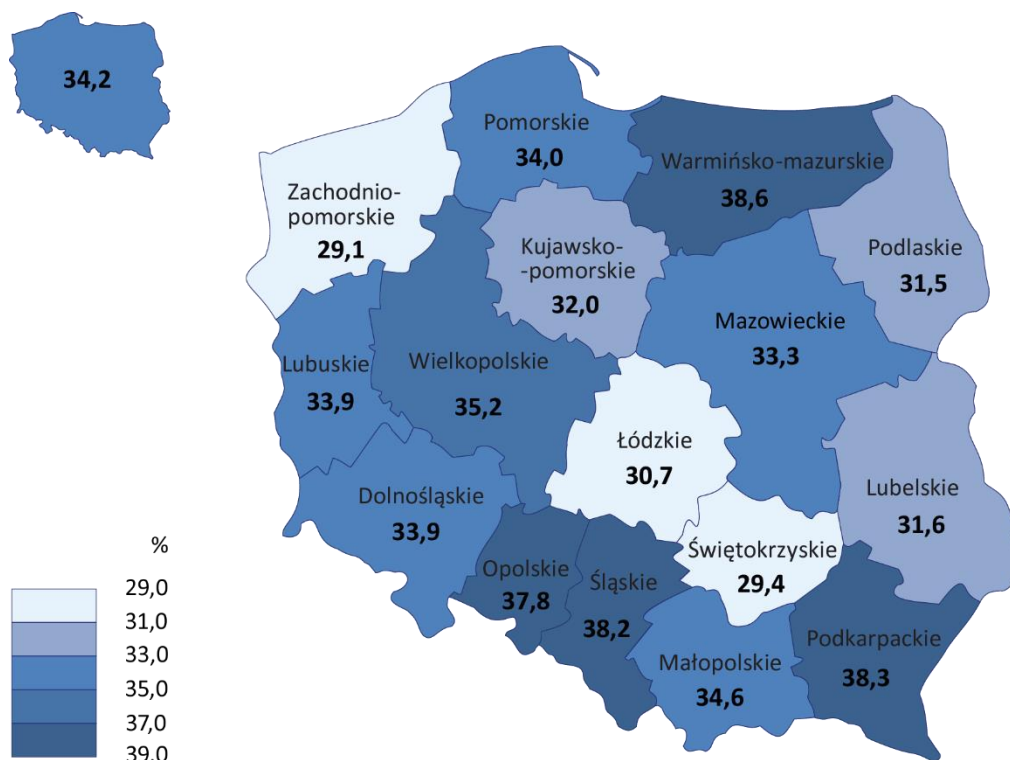 34,2
Pomorskie
34,0
Warmińsko-mazurskie
38,6
Zachodnio-
pomorskie
29,1
Kujawsko-
-pomorskie
32,0
Podlaskie
31,5
Mazowieckie
33,3
Lubuskie
33,9
Wielkopolskie
35,2
Łódzkie
30,7
Dolnośląskie
33,9
Lubelskie
31,6
Świętokrzyskie
29,4
Opolskie
37,8
Śląskie
38,2
Małopolskie
34,6
Podkarpackie
38,3
%
29,0
31,0
33,0
35,0
37,0
39,0